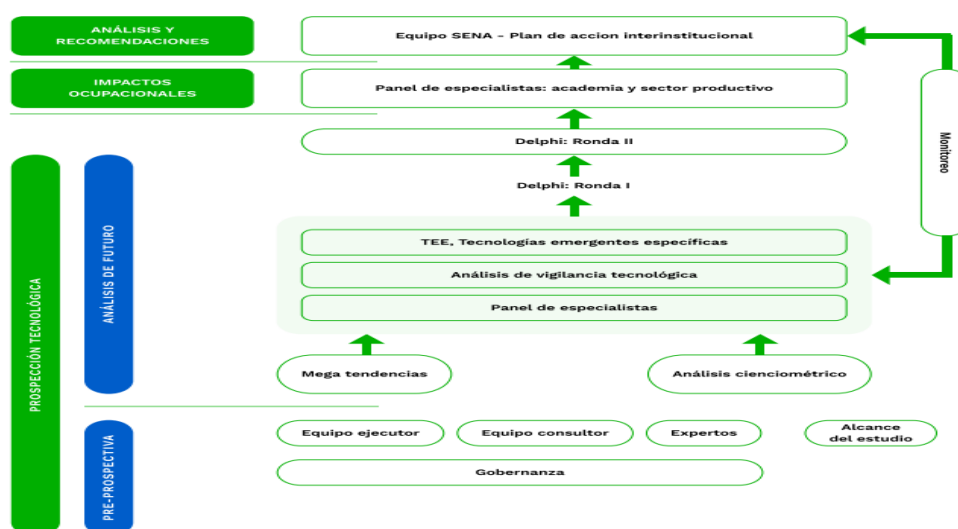 ANÁLISIS Y
RECOMENDACIONES
Equipo SENA - Plan de accion interinstitucional
IMPACTOS
OCUPACIONALES
Panel de especialistas: academia y sector productivo
Delphi: Ronda II
Delphi: Ronda I
Monitoreo
PROSPECCIÓN TECNOLÓGICA
ANÁLISIS DE FUTURO
TEE, Tecnologías emergentes específicas
Análisis de vigilancia tecnológica
Panel de especialistas
Mega tendencias
Análisis cienciométrico
PRE-PROSPECTIVA
Equipo ejecutor
Equipo consultor
Expertos
Alcance
del estudio
Gobernanza